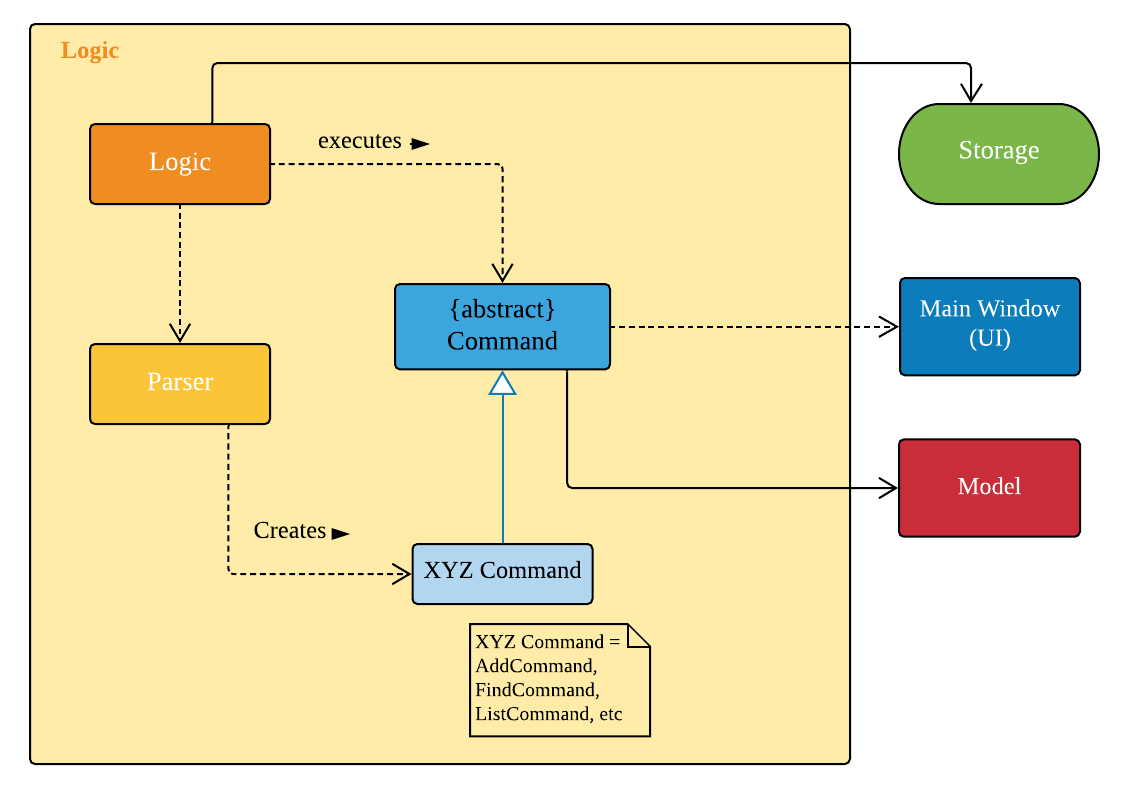 Logic
executes
Logic
Storage
{abstract}
Command
Main Window
(UI)
Parser
Model
Creates
XYZ Command
XYZ Command =
AddCommand,
FindCommand,
ListCommand, etc